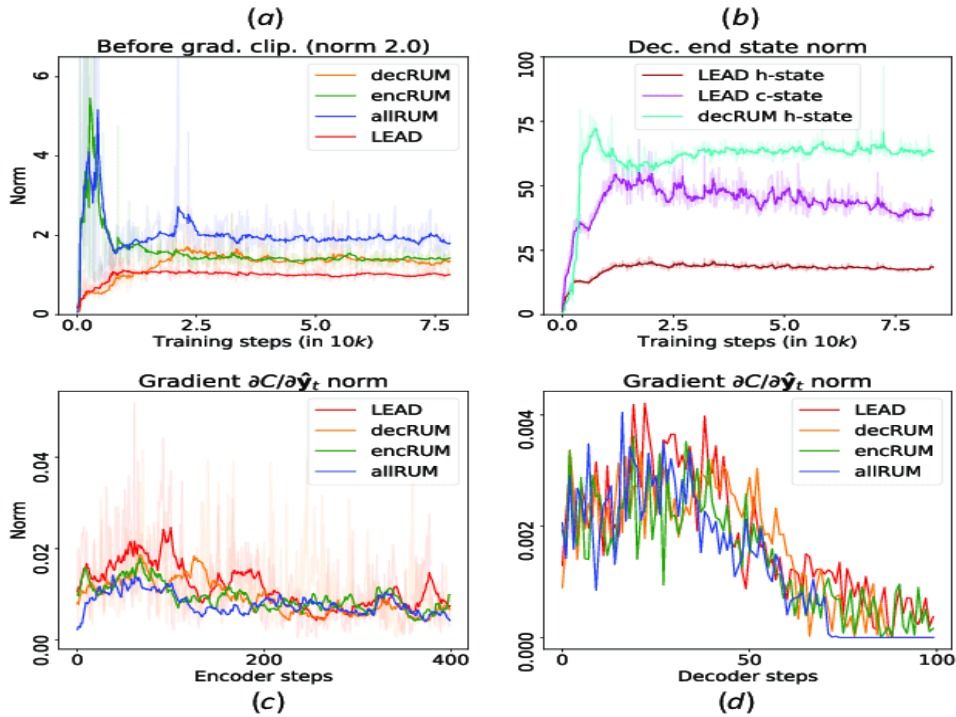 (a)
Before grad. clip. (norm 2.0)
decRUM
encRUM
allRUM
LEAD
Norm
0
2
4
6
0.0
2.5
5.0
7.5
Training steps (in 10k)
(b)
Dec. end state norm
LEAD h-state
LEAD c-state
decRUM h-state
0
25
50
75
100
0.0
2.5
5.0
7.5
Training steps (in 10k)
Gradient ∂C/∂ŷₜ norm
LEAD
decRUM
encRUM
allRUM
Norm
0.00
0.02
0.04
0
200
400
Encoder steps
(c)
Gradient ∂C/∂ŷₜ norm
LEAD
decRUM
encRUM
allRUM
0.000
0.002
0.004
0
50
100
Decoder steps
(d)